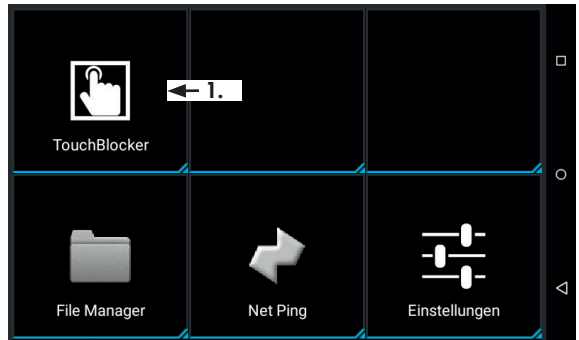 1.
TouchBlocker
File Manager
Net Ping
Einstellungen